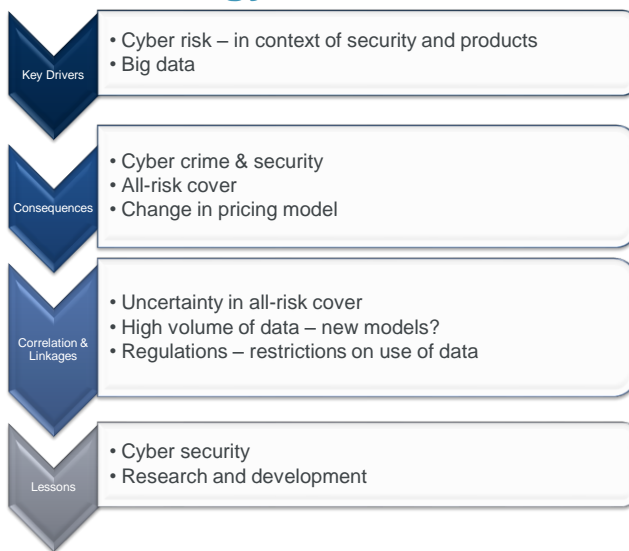 Key Drivers
• Cyber risk – in context of security and products
• Big data
Consequences
• Cyber crime & security
• All-risk cover
• Change in pricing model
Correlation &
Linkages
• Uncertainty in all-risk cover
• High volume of data – new models?
• Regulations – restrictions on use of data
Lessons
• Cyber security
• Research and development